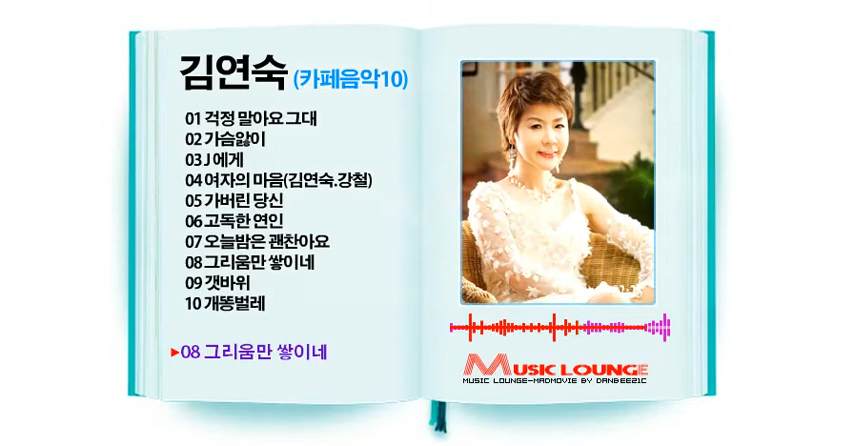 김연숙 (카페음악10)
01 걱정 말아요 그대
02 가슴앓이
03 J 에게
04 여자의 마음(김연숙.강철)
05 가버린 당신
06 고독한 연인
07 오늘밤은 괜찬아요
08 그리움만 쌓이네
09 갯바위
10 개똥벌레
▶08 그리움만 쌓이네
MUSIC LOUNGE
MUSIC LOUNGE-MADMOVIE BY DANBEE21C